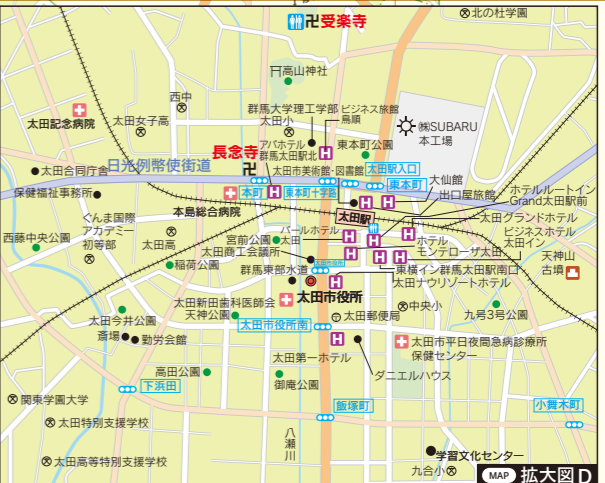 北の杜学園
卍受楽寺
高山神社
西中
群馬大学理工学部
ビジネス旅館
鳥順
㈱SUBARU
本工場
太田記念病院
太田女子高
太田小
アパホテル
群馬太田駅北
東本町公園
長念寺
卍
太田合同庁舎
日光例幣使街道
太田市美術館・図書館
太田駅入口
大仙館
保健福祉事務所
本町
東本町十字路
東本町
出口屋旅館
ホテルルートイン
Grand太田駅前
本島総合病院
太田駅
太田グランドホテル
ぐんま国際
アカデミー
初等部
西藤中央公園
太田高
宮前公園
パールホテル
太田
ホテル
モンテローザ太田
ビジネスホテル
太田イン
太田商工会議所
天神山
古墳
稲荷公園
群馬東部水道
東横イン群馬太田駅南口
太田ナウリゾートホテル
太田市役所
太田新田歯科医師会
天神公園
中央小
太田今井公園
太田郵便局
九号3号公園
太田市役所南
斎場
勤労会館
太田市平日夜間急病診療所
保健センター
太田第一ホテル
高田公園
ダニエルハウス
御庵公園
下浜田
関東学園大学
飯塚町
小舞木町
太田特別支援学校
八瀬川
学習文化センター
太田高等特別支援学校
九合小
MAP 拡大図D